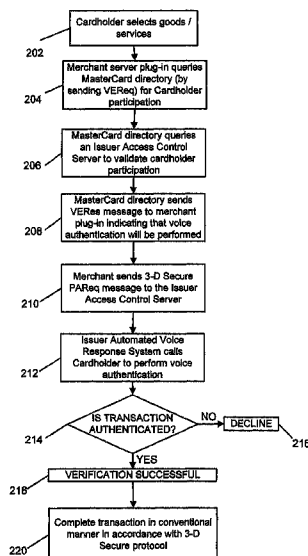 Cardholder selects goods /
services
202
Merchant server plug-in queries
MasterCard directory (by
sending VEReq) for Cardholder
participation
204
MasterCard directory queries
an Issuer Access Control
Server to validate cardholder
participation
206
MasterCard directory sends
VERes message to merchant
plug-in indicating that voice
authentication will be performed
208
Merchant sends 3-D Secure
PAReq message to the Issuer
Access Control Server
210
Issuer Automated Voice
Response System calls
Cardholder to perform voice
authentication
212
IS TRANSACTION
AUTHENTICATED?
214
NO
DECLINE
216
YES
VERIFICATION SUCCESSFUL
218
Complete transaction in conventional
manner in accordance with 3-D
Secure protocol
220